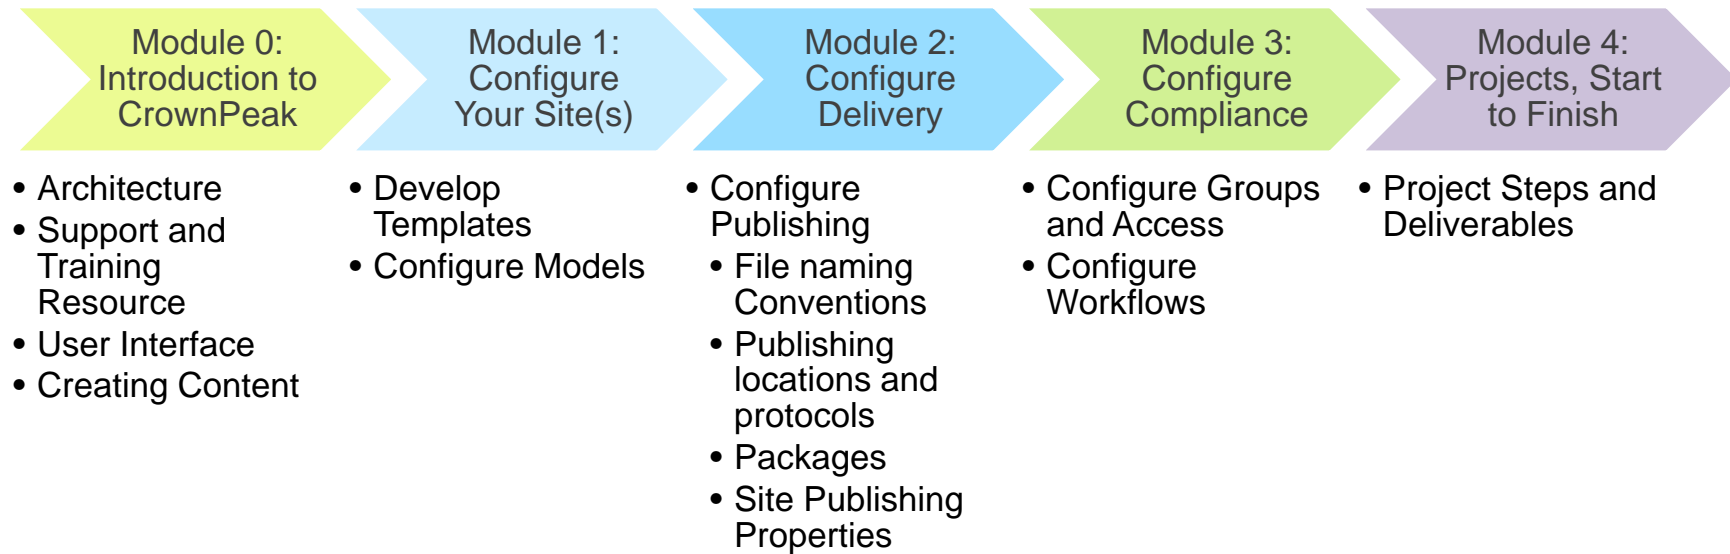 Module 0:
Introduction to
CrownPeak
Module 1:
Configure
Your Site(s)
Module 2:
Configure
Delivery
Module 3:
Configure
Compliance
Module 4:
Projects, Start
to Finish
• Architecture
• Support and
Training
Resource
• User Interface
• Creating Content
• Develop
Templates
• Configure Models
• Configure
Publishing
• File naming
Conventions
• Publishing
locations and
protocols
• Packages
• Site Publishing
Properties
• Configure Groups
and Access
• Configure
Workflows
• Project Steps and
Deliverables